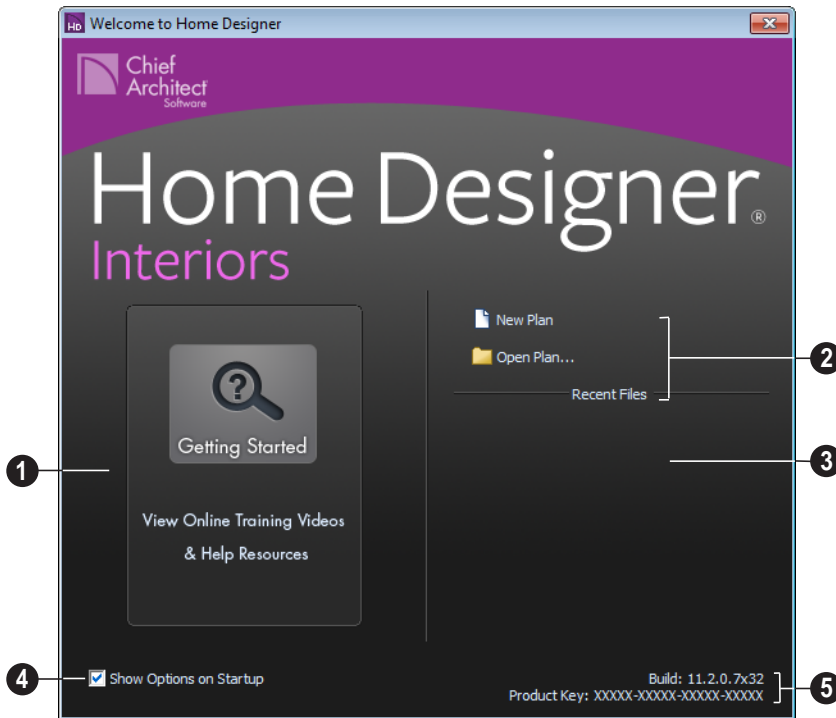 HD Welcome to Home Designer
Chief
Architect
Software
Home Designer®
Interiors
New Plan
Open Plan...
2
Recent Files
?
Getting Started
1
3
View Online Training Videos
& Help Resources
4
Show Options on Startup
Build: 11.2.0.7x32
5
Product Key: XXXXX-XXXXX-XXXXX-XXXXX